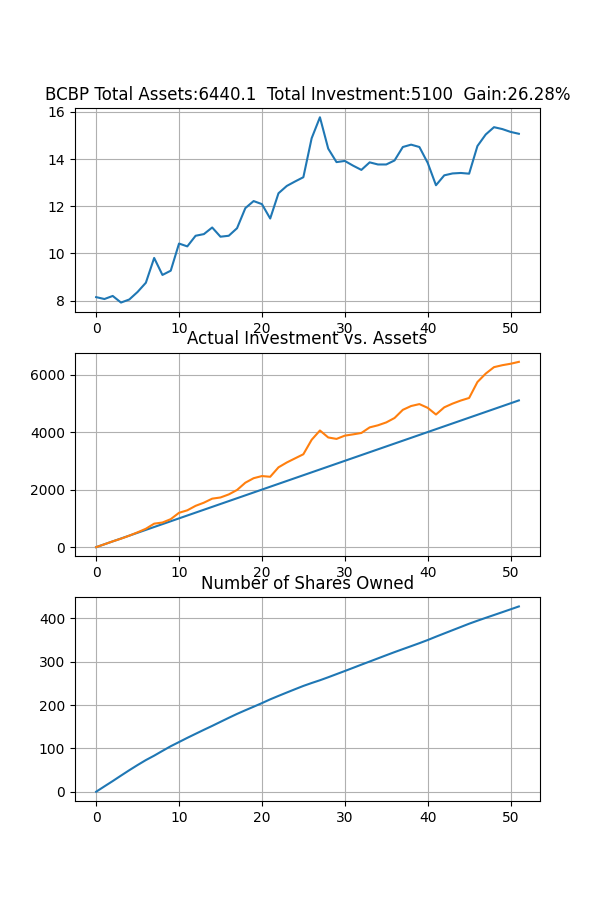 BCBP Total Assets:6440.1  Total Investment:5100  Gain:26.28%
16
14
12
10
8
0 10 20 30 40 50
Actual Investment vs. Assets
6000
4000
2000
0
0 10 20 30 40 50
Number of Shares Owned
400
300
200
100
0
0 10 20 30 40 50